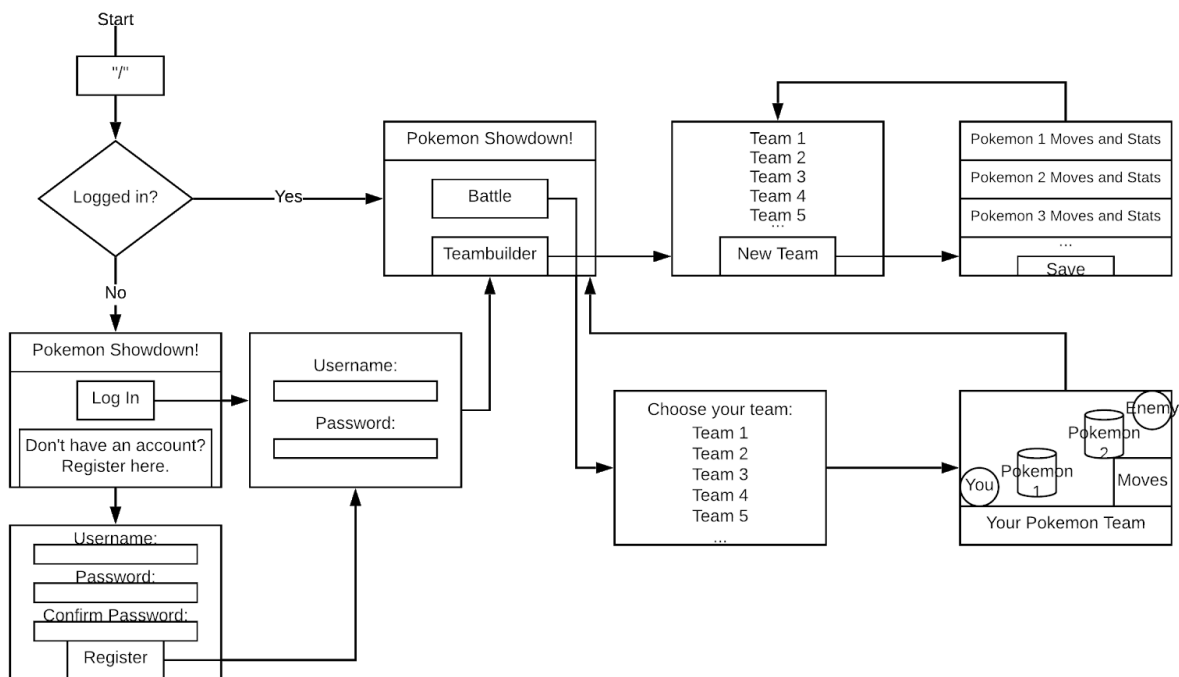 Start
"/"
Logged in?
Yes
No
Pokemon Showdown!
Battle
Teambuilder
Team 1
Team 2
Team 3
Team 4
Team 5
...
New Team
Pokemon 1 Moves and Stats
Pokemon 2 Moves and Stats
Pokemon 3 Moves and Stats
...
Save
Pokemon Showdown!
Log In
Don't have an account?
Register here.
Username:
Password:
Choose your team:
Team 1
Team 2
Team 3
Team 4
Team 5
...
Enemy
Pokemon
2
Pokemon
1
You
Moves
Your Pokemon Team
Username:
Password:
Confirm Password:
Register